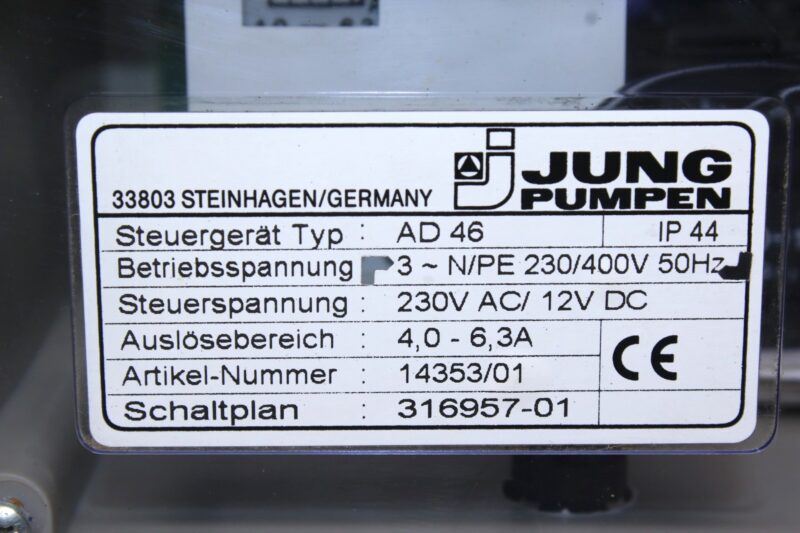 JUNG
33803 STEINHAGEN/GERMANY PUMPEN
Steuergerät Typ : AD 46 IP 44
Betriebsspannung 3 ~ N/PE 230/400V 50Hz
Steuerspannung : 230V AC/ 12V DC
Auslösebereich : 4,0 - 6,3A
Artikel-Nummer : 14353/01
Schaltplan : 316957-01
CE